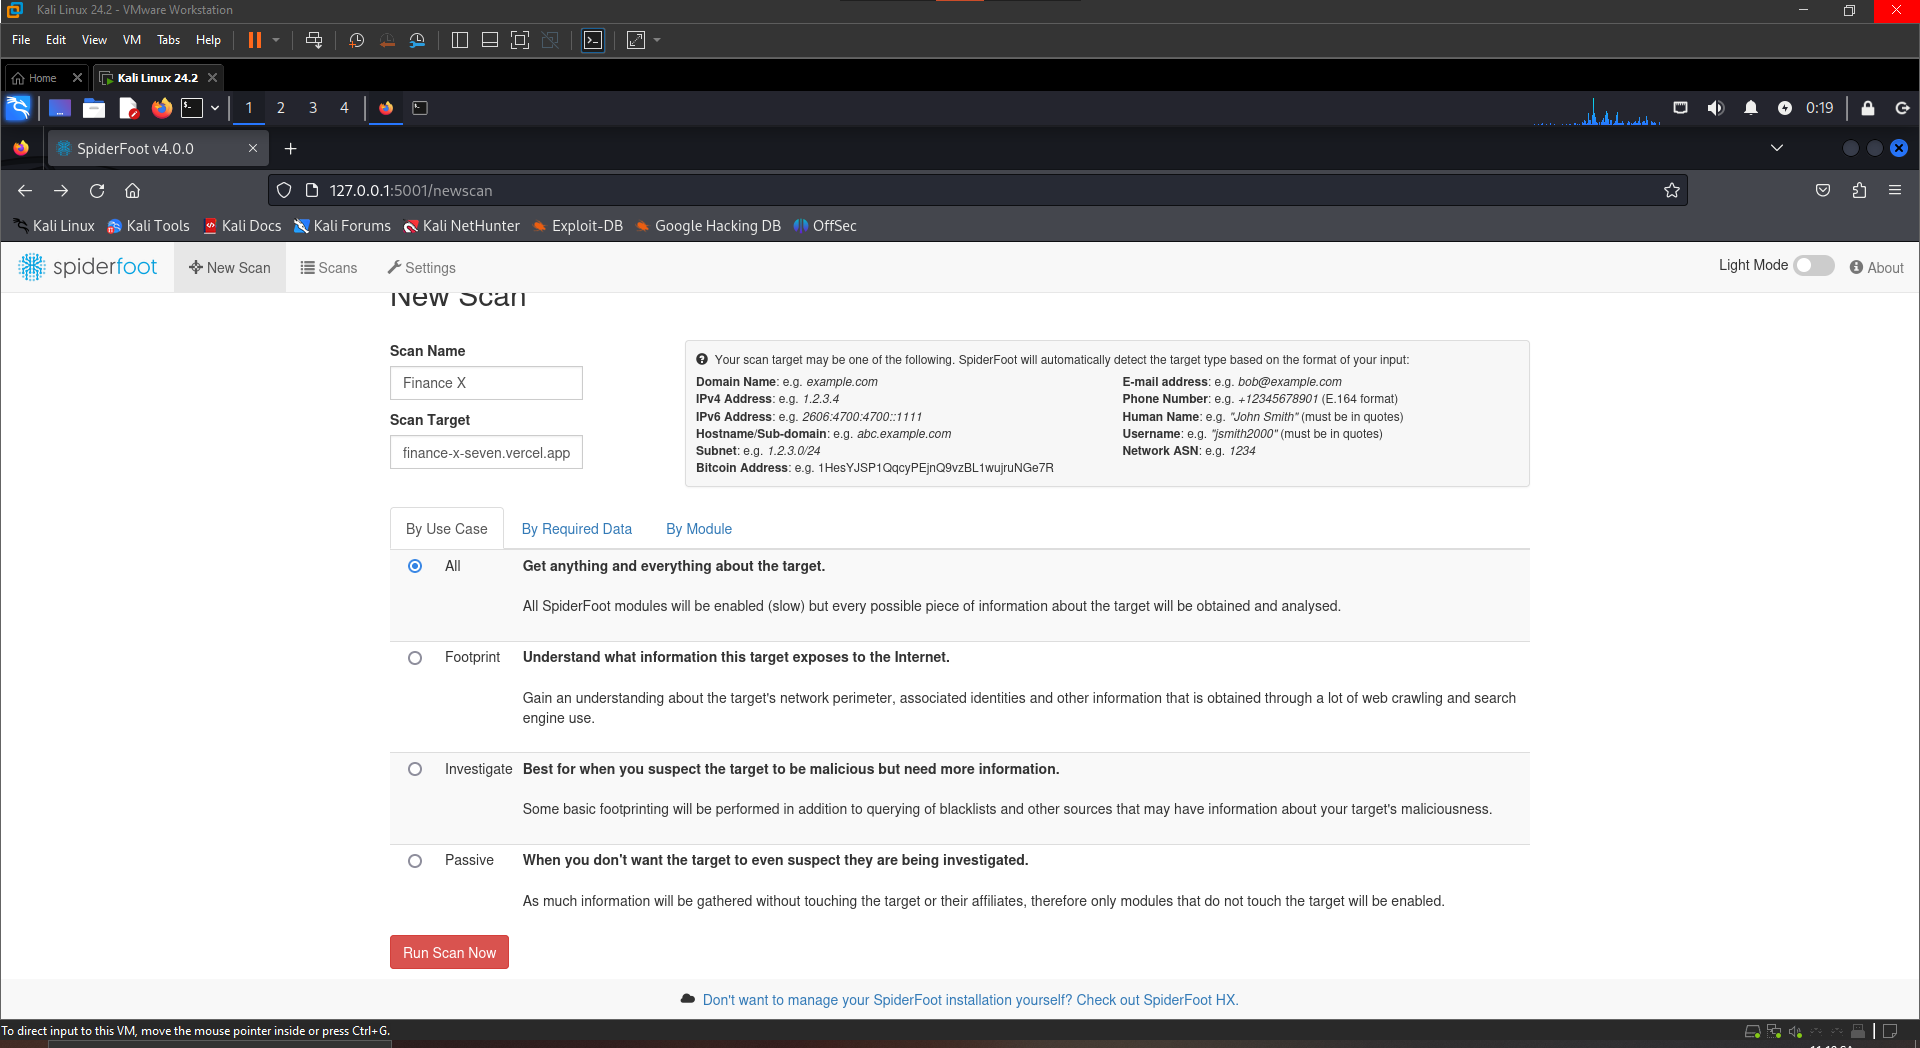 Kali Linux 24.2 - VMware Workstation
File Edit View VM Tabs Help
Home Kali Linux 24.2
1 2 3 4 0:19
SpiderFoot v4.0.0
127.0.0.1:5001/newscan
Kali Linux Kali Tools Kali Docs Kali Forums Kali NetHunter Exploit-DB Google Hacking DB OffSec
spiderfoot New Scan Scans Settings Light Mode About
New Scan
Scan Name
Finance X
Scan Target
finance-x-seven.vercel.app
Your scan target may be one of the following. SpiderFoot will automatically detect the target type based on the format of your input:
Domain Name: e.g. example.com
IPv4 Address: e.g. 1.2.3.4
IPv6 Address: e.g. 2606:4700:4700::1111
Hostname/Sub-domain: e.g. abc.example.com
Subnet: e.g. 1.2.3.0/24
Bitcoin Address: e.g. 1HesYJSP1QqcyPEjnQ9vzBL1wujruNGe7R
E-mail address: e.g. bob@example.com
Phone Number: e.g. +12345678901 (E.164 format)
Human Name: e.g. "John Smith" (must be in quotes)
Username: e.g. "jsmith2000" (must be in quotes)
Network ASN: e.g. 1234
By Use Case By Required Data By Module
All Get anything and everything about the target.
All SpiderFoot modules will be enabled (slow) but every possible piece of information about the target will be obtained and analysed.
Footprint Understand what information this target exposes to the Internet.
Gain an understanding about the target's network perimeter, associated identities and other information that is obtained through a lot of web crawling and search
engine use.
Investigate Best for when you suspect the target to be malicious but need more information.
Some basic footprinting will be performed in addition to querying of blacklists and other sources that may have information about your target's maliciousness.
Passive When you don't want the target to even suspect they are being investigated.
As much information will be gathered without touching the target or their affiliates, therefore only modules that do not touch the target will be enabled.
Run Scan Now
Don't want to manage your SpiderFoot installation yourself? Check out SpiderFoot HX.
To direct input to this VM, move the mouse pointer inside or press Ctrl+G.